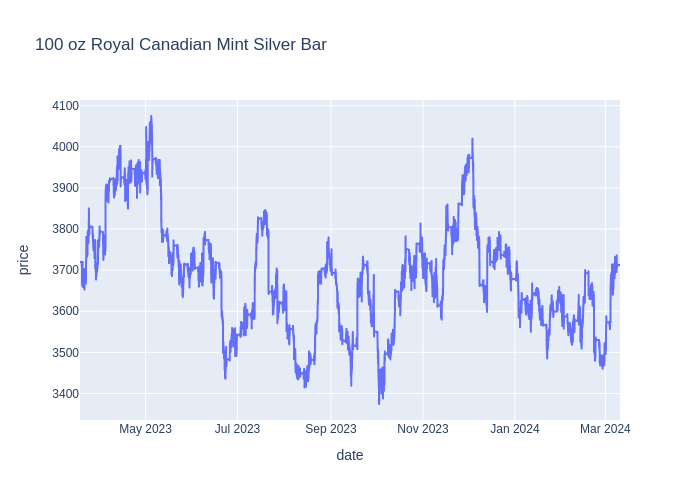 100 oz Royal Canadian Mint Silver Bar
4100
4000
3900
3800
3700
3600
3500
3400
price
May 2023 Jul 2023 Sep 2023 Nov 2023 Jan 2024 Mar 2024
date